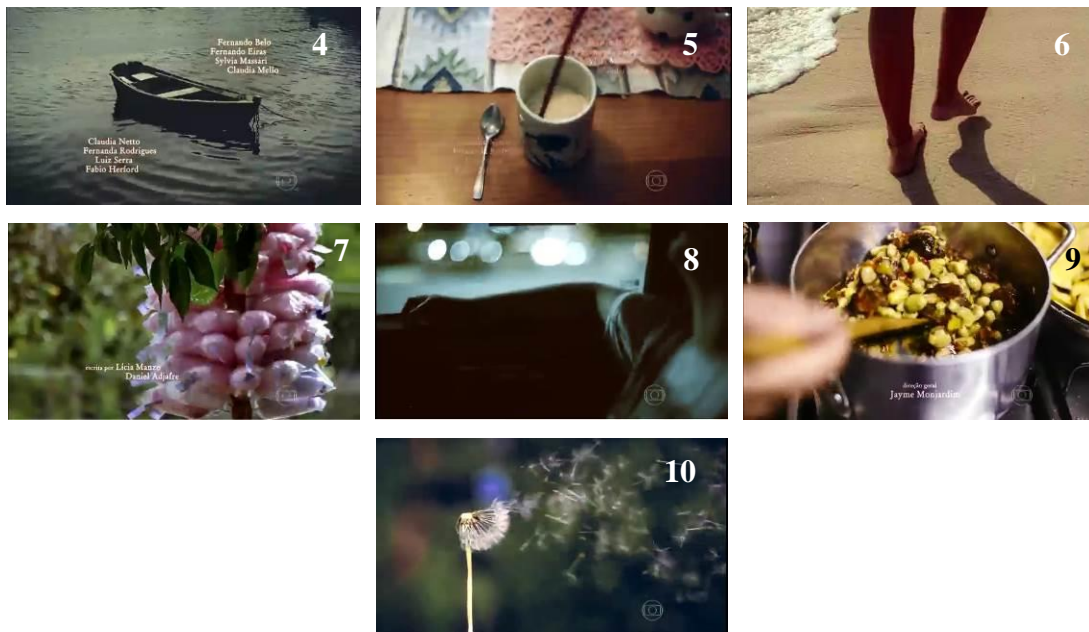 4
Fernando Belo
Fernando Eiras
Sylvia Massari
Claudia Mello
Claudia Netto
Fernanda Rodrigues
Luiz Serra
Fabio Herford
5
6
7
escrita por Lícia Manzo
Daniel Adjafre
8
9
direção geral
Jayme Monjardim
10